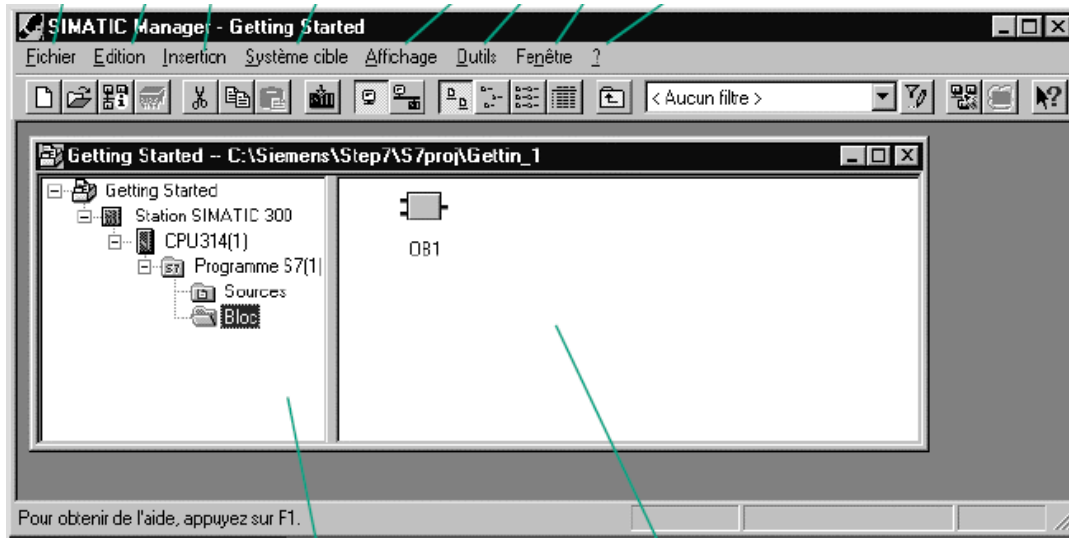 SIMATIC Manager - Getting Started
Fichier Edition Insertion Système cible Affichage Outils Fenêtre ?
< Aucun filtre >
Getting Started -- C:\Siemens\Step7\S7proj\Gettin_1
Getting Started
Station SIMATIC 300
CPU314(1)
Programme S7(1)
Sources
Bloc
OB1
Pour obtenir de l'aide, appuyez sur F1.